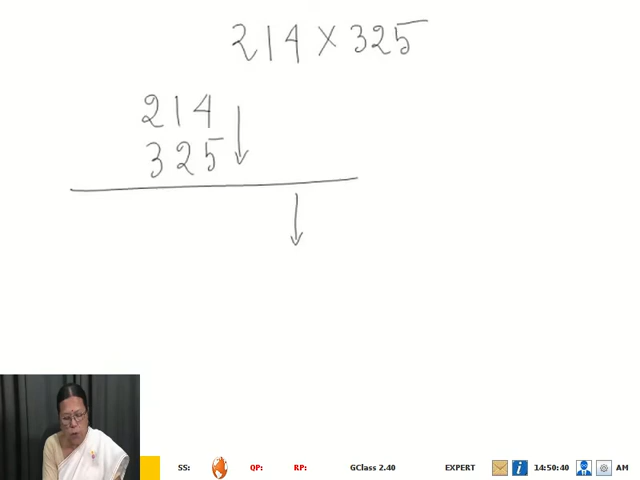 214 × 325
214 ↓
325
↓
SS: QP: RP: GClass 2.40 EXPERT 14:50:40 AM